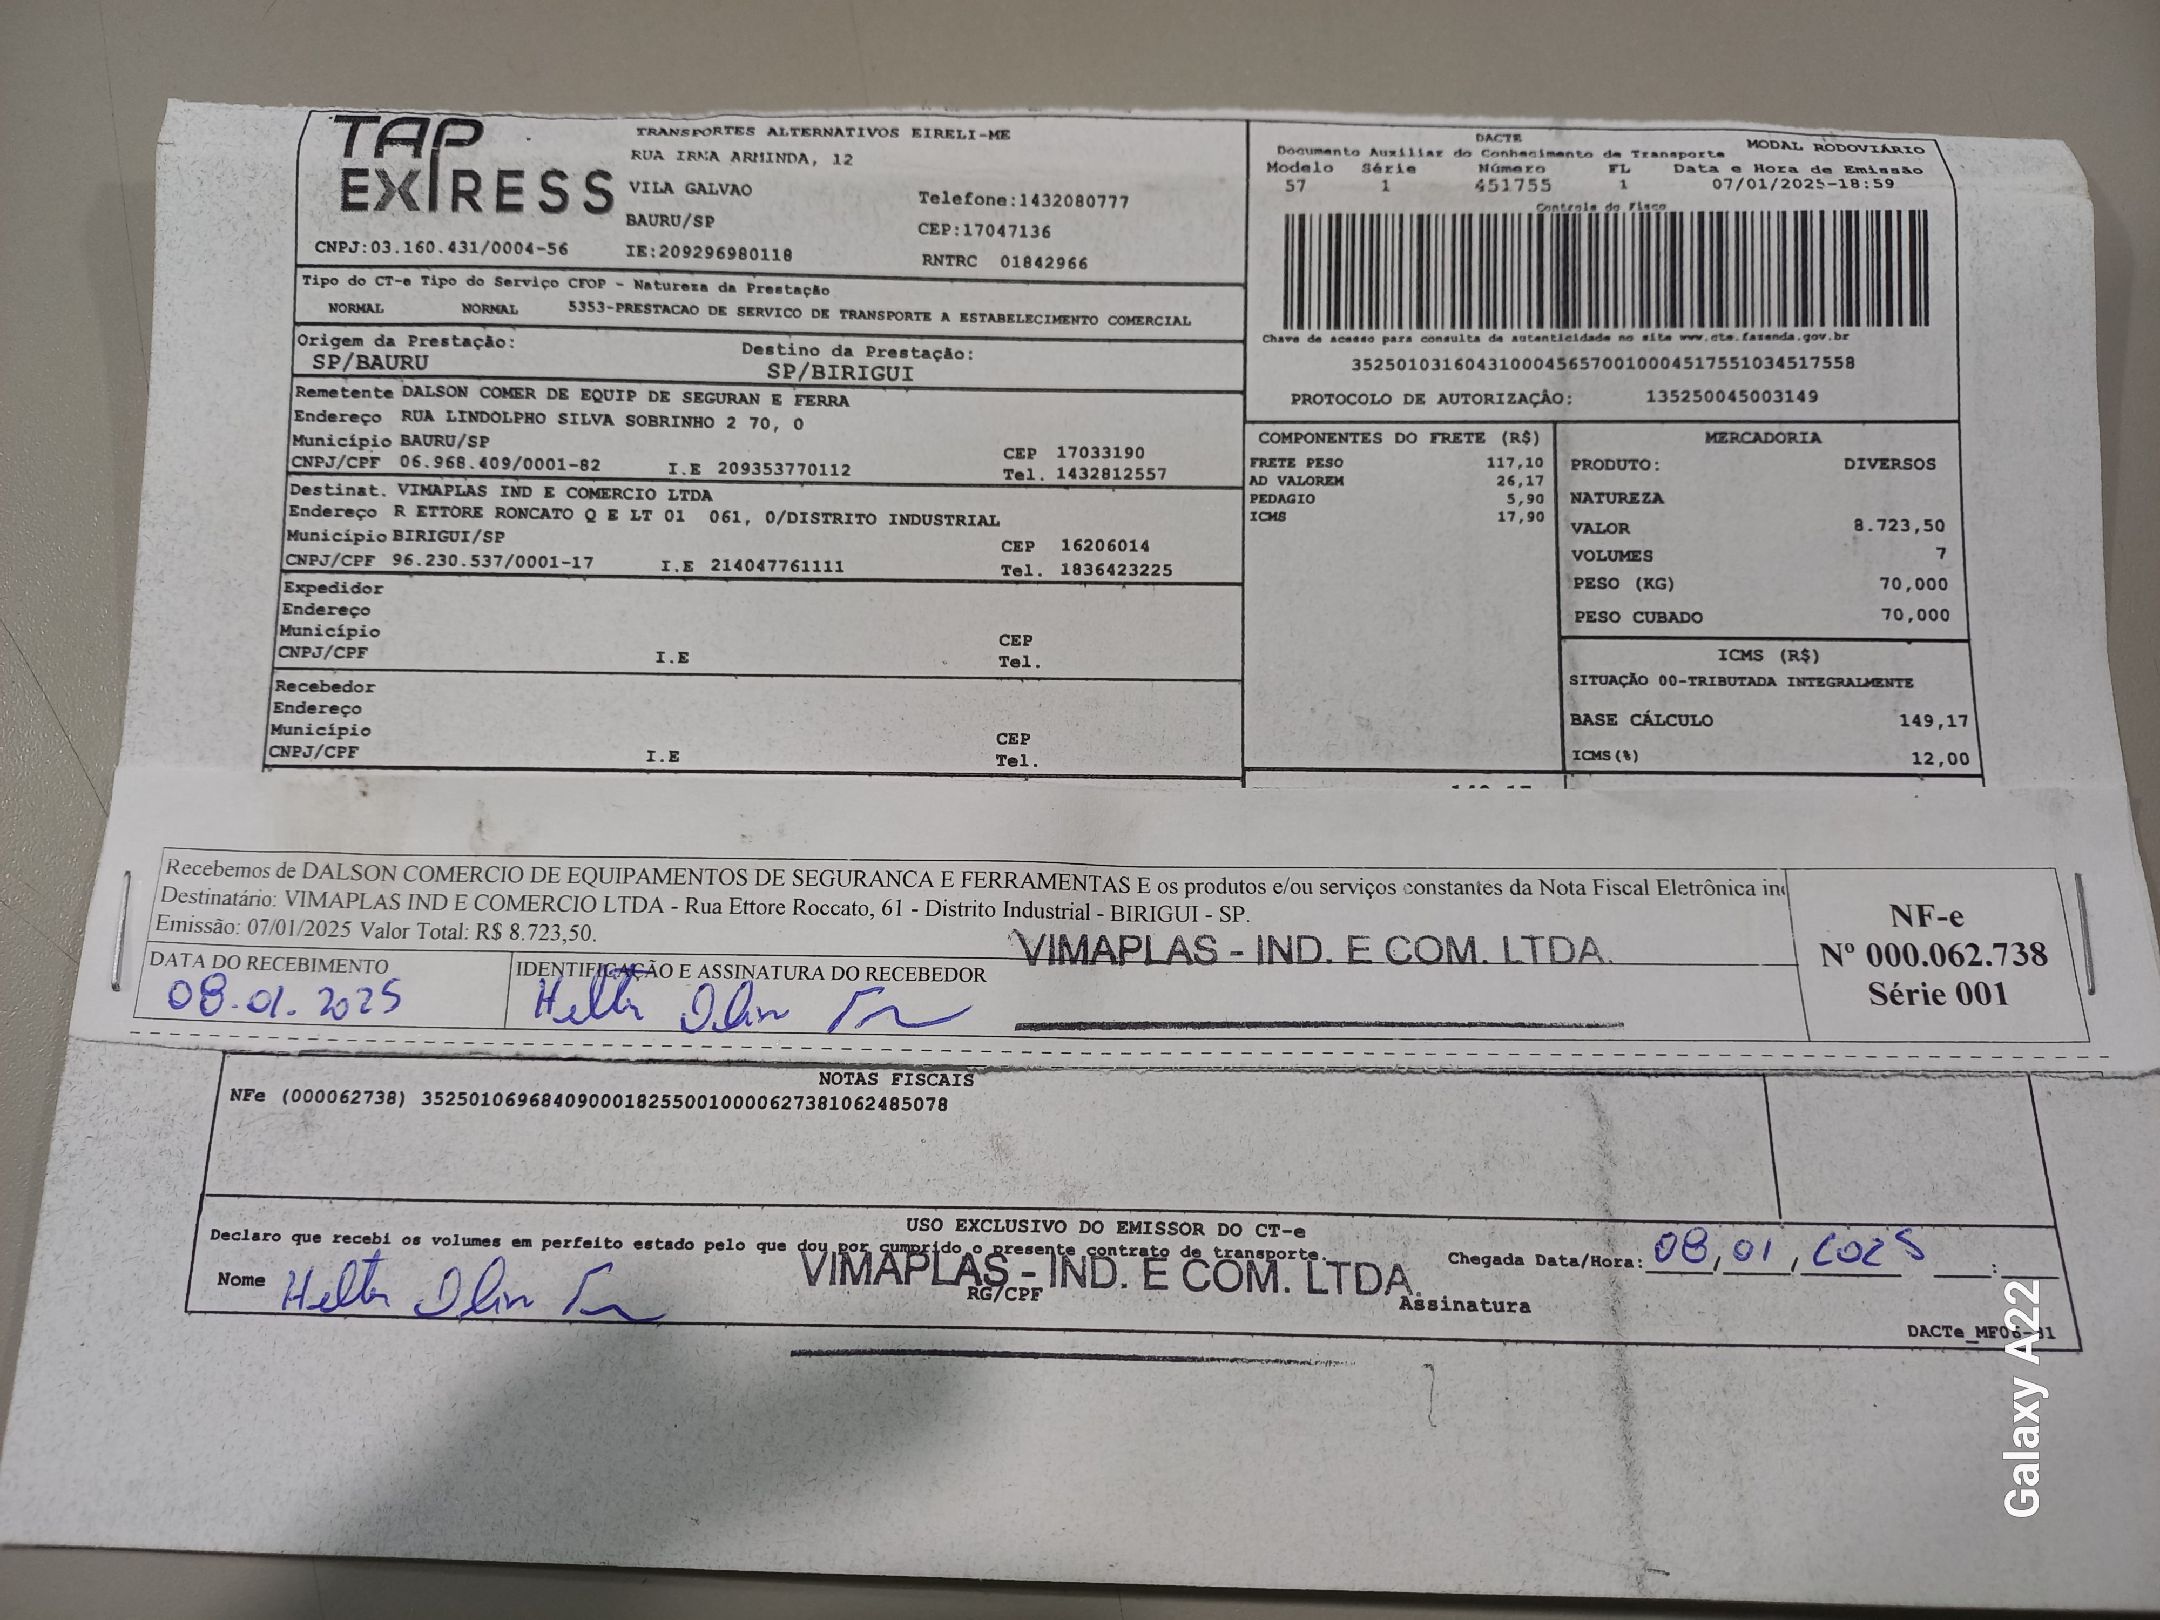 TAP EXPRESS
TRANSPORTES ALTERNATIVOS EIRELI-ME
RUA IRMA ARMINDA, 12
VILA GALVAO
BAURU/SP
IE:209296980118
Telefone:1432080777
CEP:17047136
RNTRC 01842966
CNPJ:03.160.431/0004-56
DACTE
MODAL RODOVIÁRIO
Documento Auxiliar do Conhecimento de Transporte
Modelo Série Número FL Data e Hora de Emissão
57 1 451755 1 07/01/2025-18:59
Controle do Fisco
Chave de acesso para consulta de autenticidade no site www.cte.fazenda.gov.br
35250103160431000456570010004517551034517558
PROTOCOLO DE AUTORIZAÇÃO: 135250045003149
Tipo do CT-e Tipo do Serviço CFOP - Natureza da Prestação
NORMAL NORMAL 5353-PRESTACAO DE SERVICO DE TRANSPORTE A ESTABELECIMENTO COMERCIAL
Origem da Prestação: Destino da Prestação:
SP/BAURU SP/BIRIGUI
Remetente DALSON COMER DE EQUIP DE SEGURAN E FERRA
Endereço RUA LINDOLPHO SILVA SOBRINHO 2 70, 0
Município BAURU/SP CEP 17033190
CNPJ/CPF 06.968.409/0001-82 I.E 209353770112 Tel. 1432812557
Destinat. VIMAPLAS IND E COMERCIO LTDA
Endereço R ETTORE RONCATO Q E LT 01 061, 0/DISTRITO INDUSTRIAL
Município BIRIGUI/SP CEP 16206014
CNPJ/CPF 96.230.537/0001-17 I.E 214047761111 Tel. 1836423225
Expedidor
Endereço
Município CEP
CNPJ/CPF I.E Tel.
Recebedor
Endereço
Município CEP
CNPJ/CPF I.E Tel.
COMPONENTES DO FRETE (R$)
FRETE PESO 117,10
AD VALOREM 26,17
PEDAGIO 5,90
ICMS 17,90
MERCADORIA
PRODUTO: DIVERSOS
NATUREZA
VALOR 8.723,50
VOLUMES 7
PESO (KG) 70,000
PESO CUBADO 70,000
ICMS (R$)
SITUAÇÃO 00-TRIBUTADA INTEGRALMENTE
BASE CÁLCULO 149,17
ICMS(%) 12,00
Recebemos de DALSON COMERCIO DE EQUIPAMENTOS DE SEGURANCA E FERRAMENTAS E os produtos e/ou serviços constantes da Nota Fiscal Eletrônica
Destinatário: VIMAPLAS IND E COMERCIO LTDA - Rua Ettore Roccato, 61 - Distrito Industrial - BIRIGUI - SP.
Emissão: 07/01/2025 Valor Total: R$ 8.723,50.
VIMAPLAS - IND. E COM. LTDA.
DATA DO RECEBIMENTO IDENTIFICAÇÃO E ASSINATURA DO RECEBEDOR
08.01.2025
NF-e
Nº 000.062.738
Série 001
NOTAS FISCAIS
NFe (000062738) 35250106968409000182550010000627381062485078
USO EXCLUSIVO DO EMISSOR DO CT-e
Declaro que recebi os volumes em perfeito estado pelo que dou por cumprido o presente contrato de transporte.
VIMAPLAS - IND. E COM. LTDA.
Chegada Data/Hora: 08,01,2025 :
Nome RG/CPF Assinatura
DACTe_MF06-01
Galaxy A22